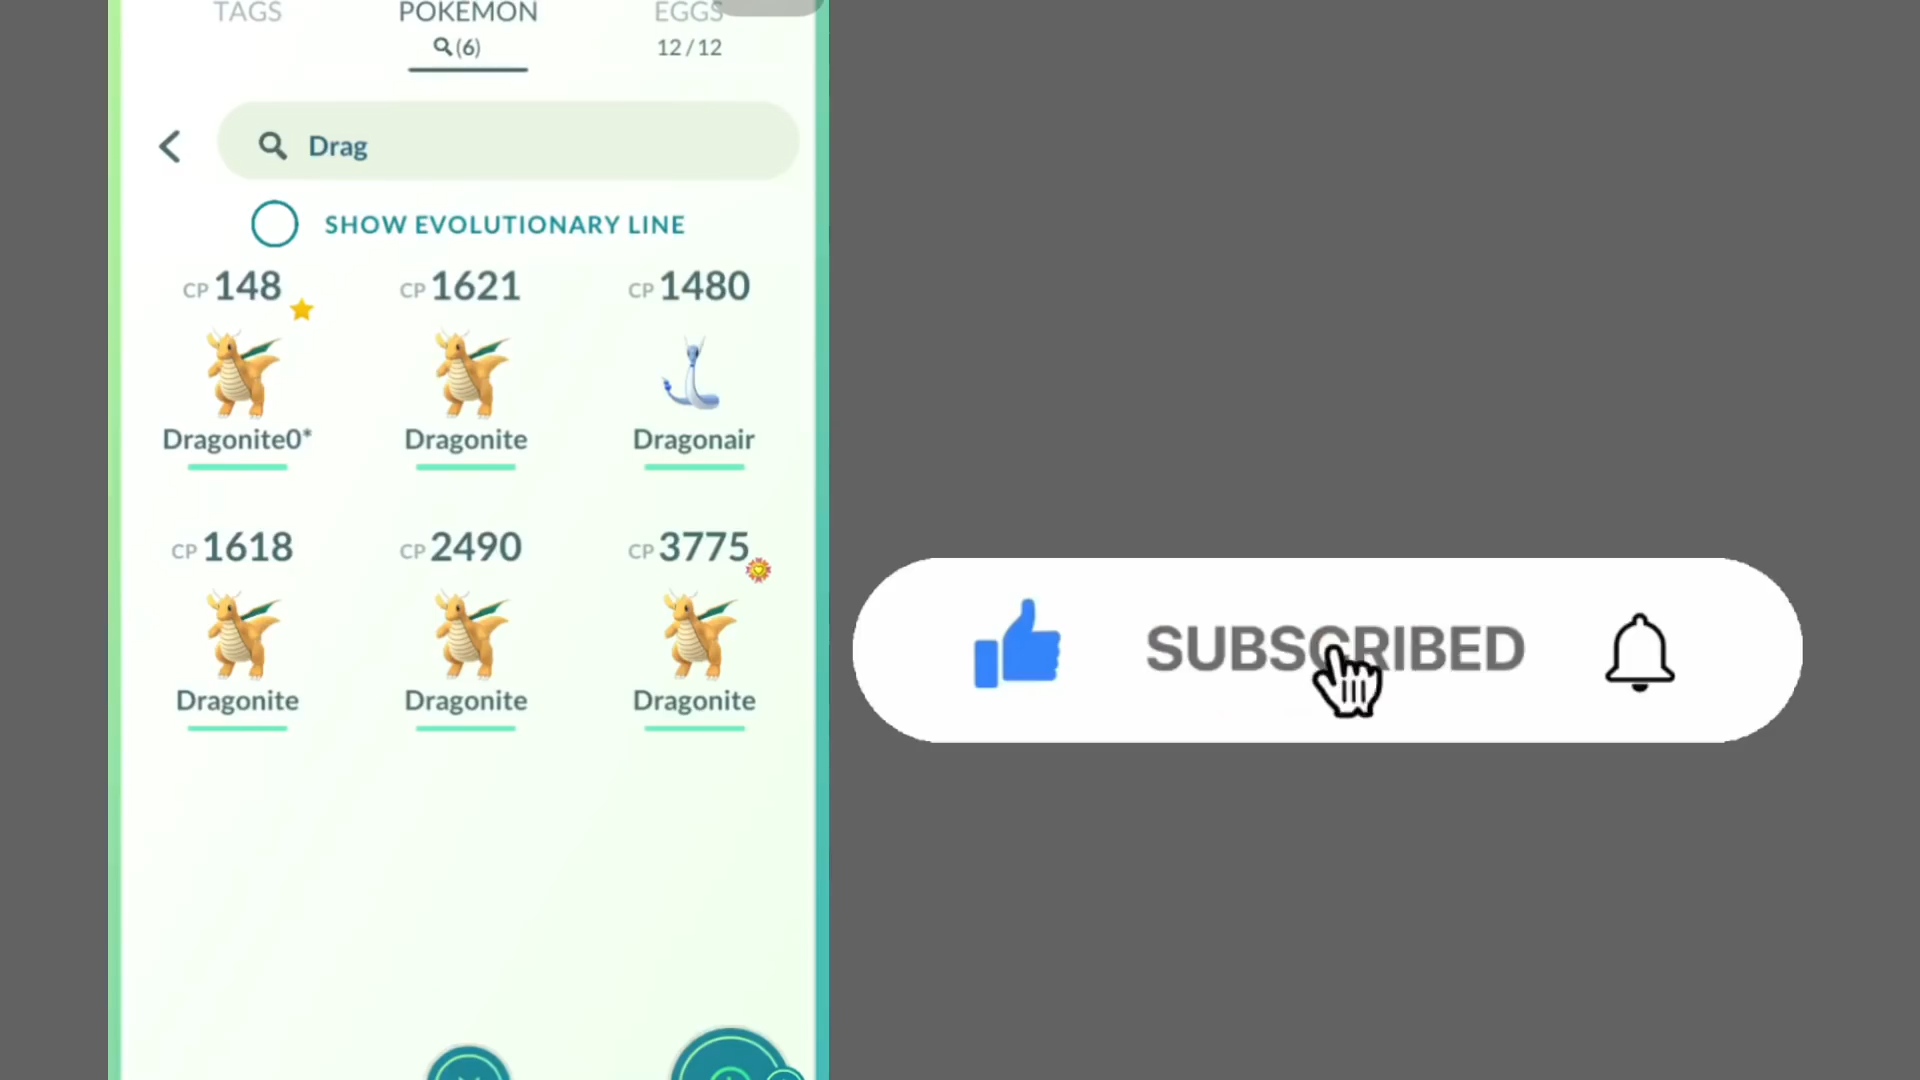 TAGS
POKÉMON
EGGS
(6)
12/12
Drag
SHOW EVOLUTIONARY LINE
CP 148
CP 1621
CP 1480
Dragonite0*
Dragonite
Dragonair
CP 1618
CP 2490
CP 3775
Dragonite
Dragonite
Dragonite
SUBSCRIBED